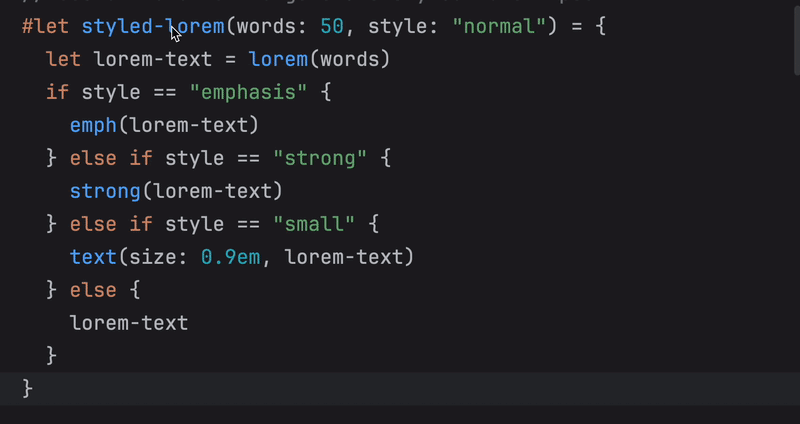 #let styled-lorem(words: 50, style: "normal") = {
  let lorem-text = lorem(words)
  if style == "emphasis" {
    emph(lorem-text)
  } else if style == "strong" {
    strong(lorem-text)
  } else if style == "small" {
    text(size: 0.9em, lorem-text)
  } else {
    lorem-text
  }
}